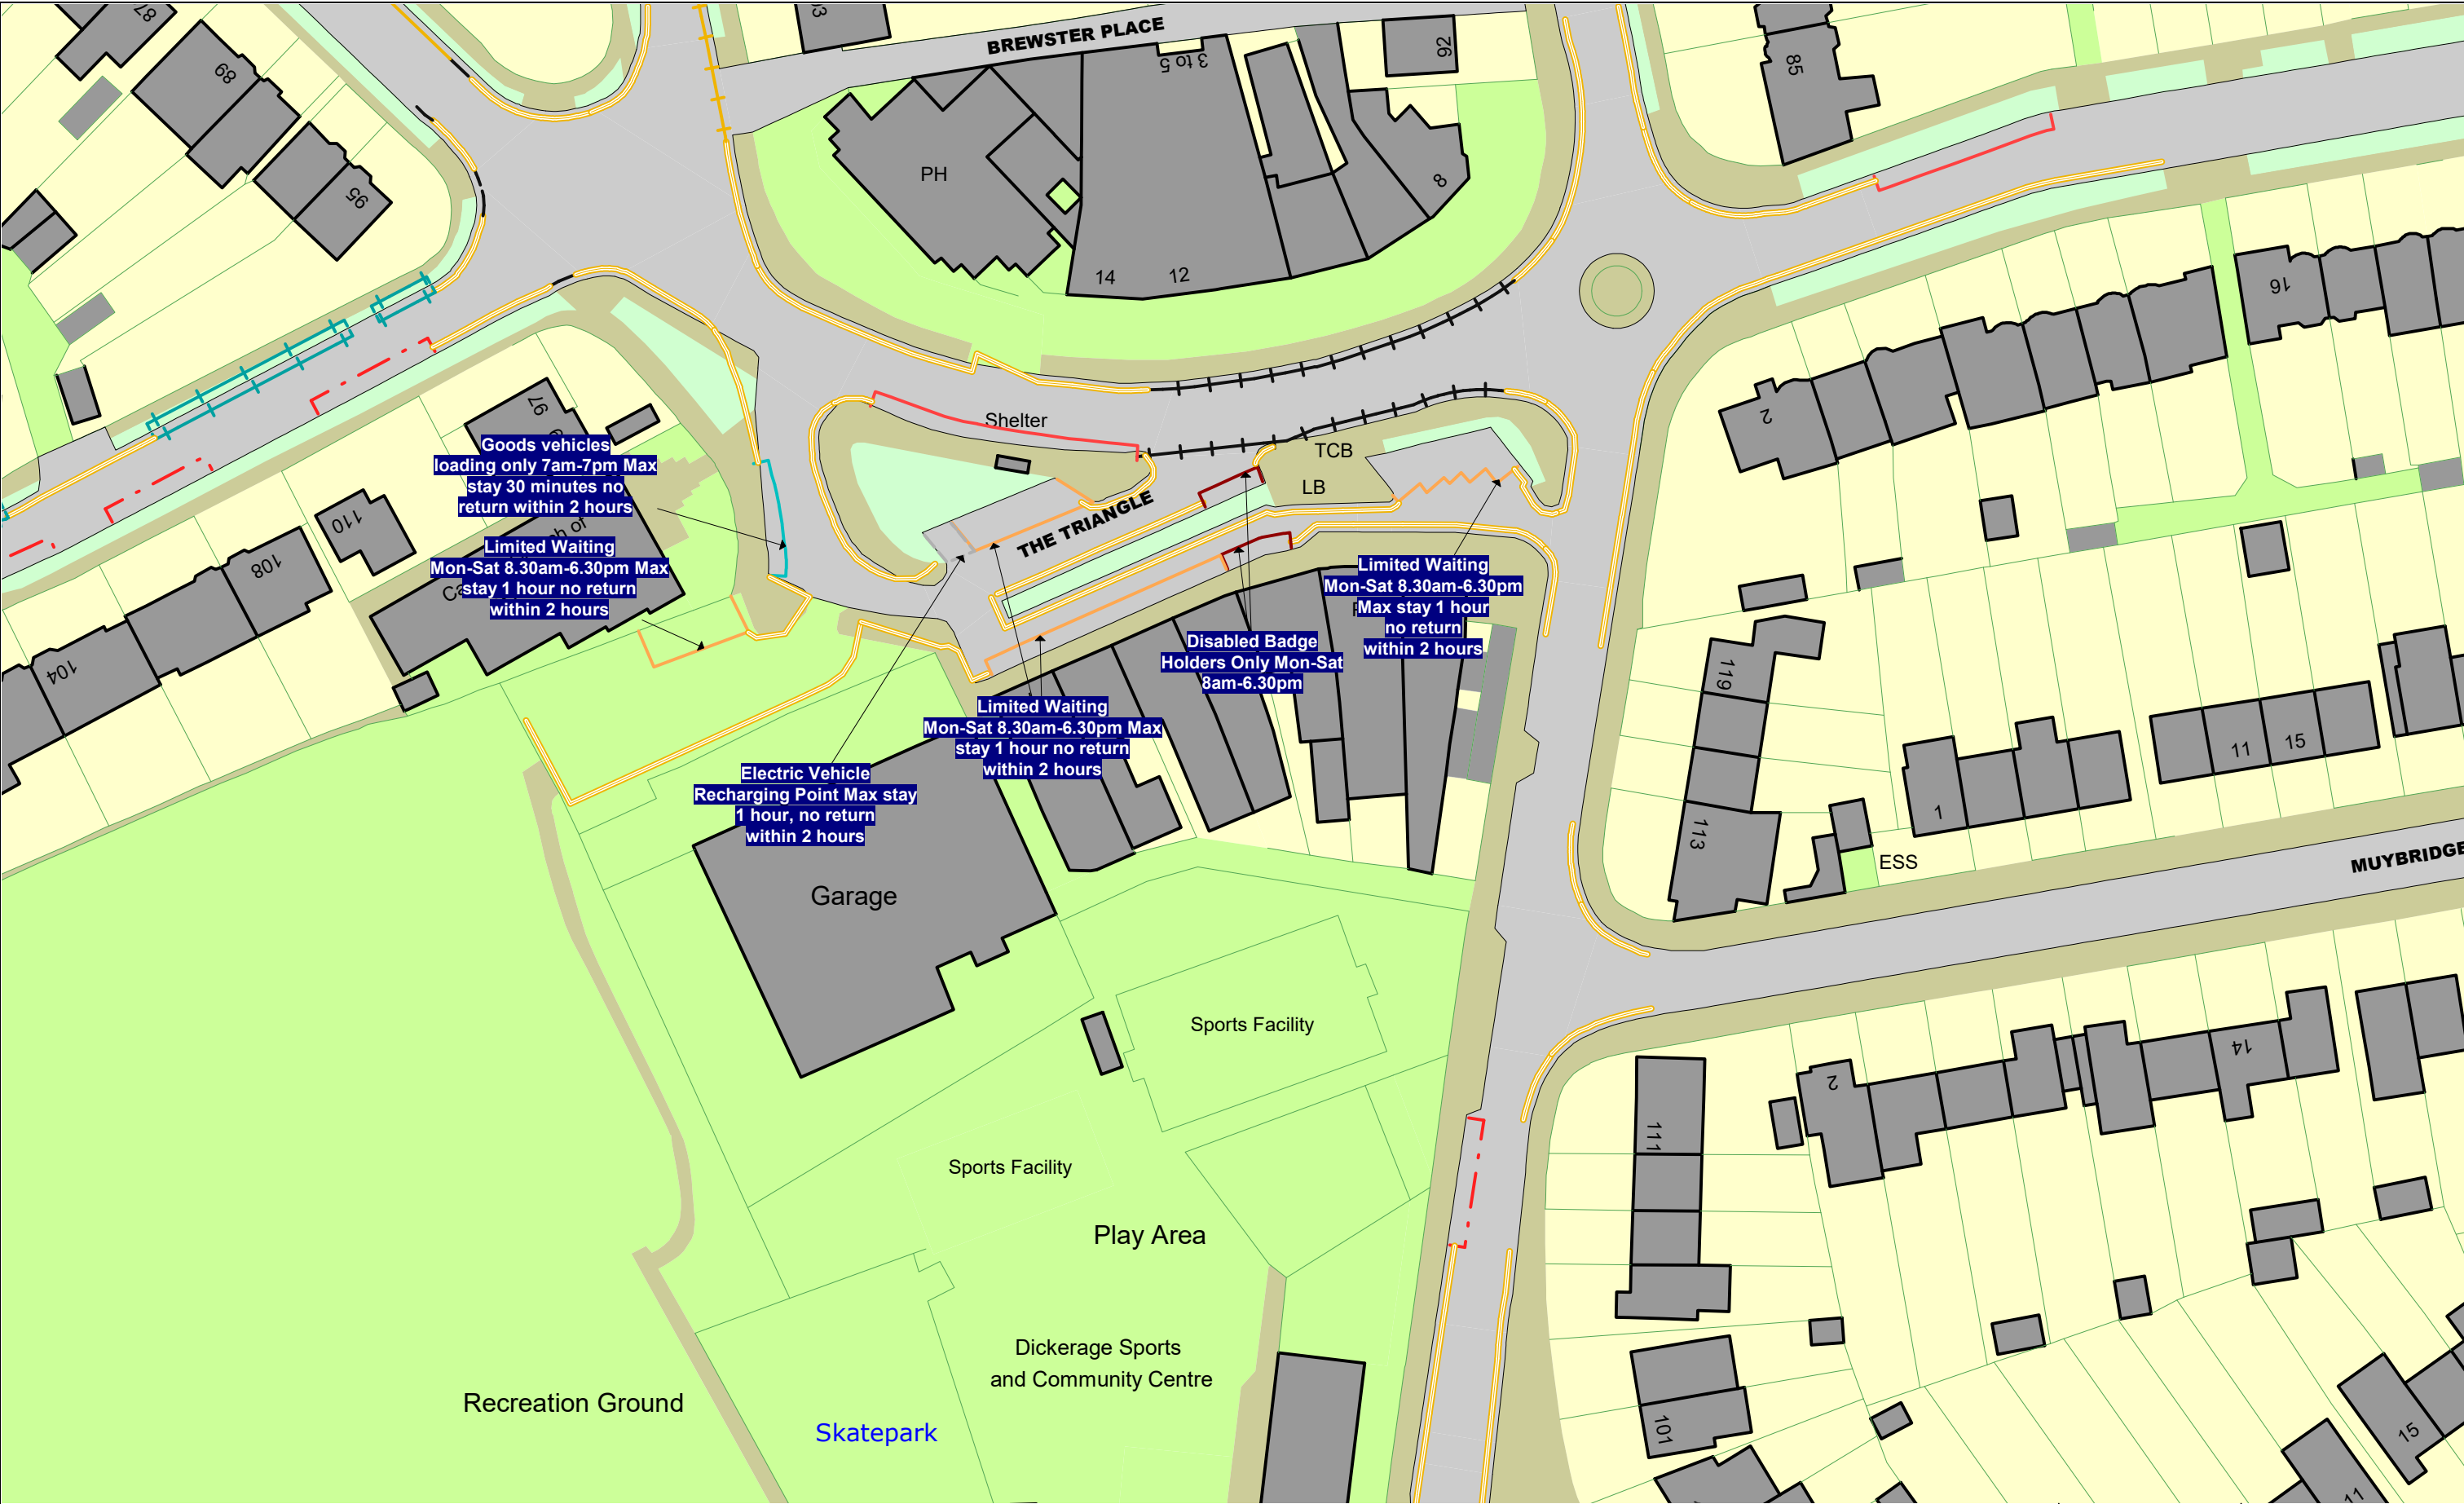 87
93
BREWSTER PLACE
3 to 5
92
85
89
95
PH
8
14
12
16
2
97
Shelter
TCB
LB
THE TRIANGLE
Goods vehicles
loading only 7am-7pm Max
stay 30 minutes no
return within 2 hours
110
108
104
Limited Waiting
Mon-Sat 8.30am-6.30pm Max
stay 1 hour no return
within 2 hours
Limited Waiting
Mon-Sat 8.30am-6.30pm
Max stay 1 hour
no return
within 2 hours
Disabled Badge
Holders Only Mon-Sat
8am-6.30pm
Limited Waiting
Mon-Sat 8.30am-6.30pm Max
stay 1 hour no return
within 2 hours
Electric Vehicle
Recharging Point Max stay
1 hour, no return
within 2 hours
119
113
1
11
15
ESS
MUYBRIDGE
Garage
Sports Facility
Sports Facility
Play Area
2
14
111
101
Dickerage Sports
and Community Centre
Recreation Ground
Skatepark
15
11